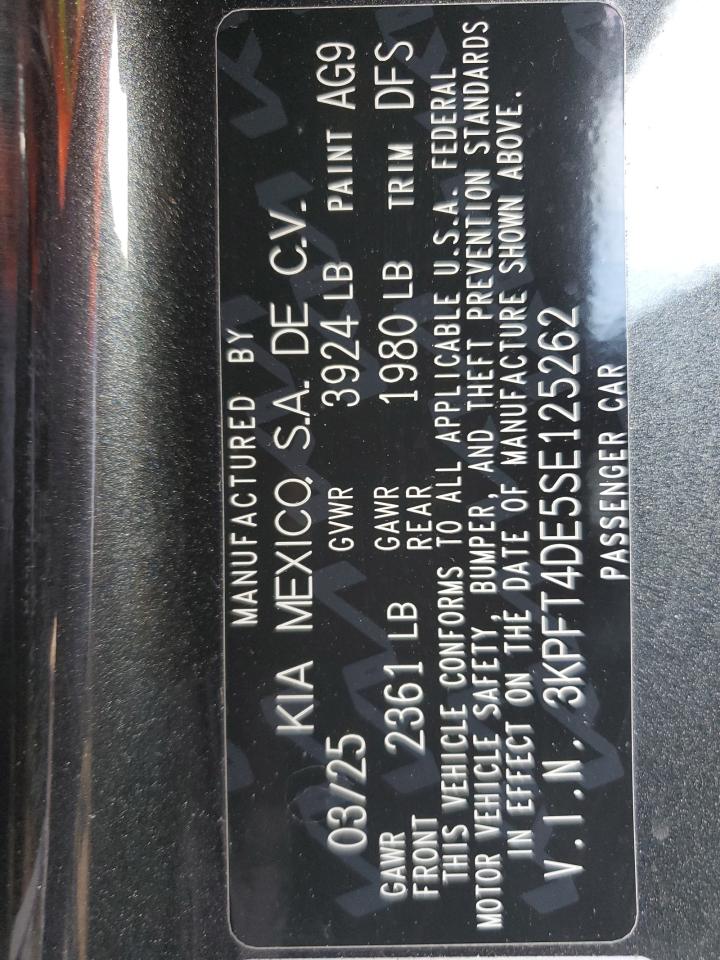 MANUFACTURED BY
KIA MEXICO, S.A. DE C.V.
03/25 GVWR 3924 LB PAINT AG9
GAWR FRONT 2361 LB GAWR REAR 1980 LB TRIM DFS
THIS VEHICLE CONFORMS TO ALL APPLICABLE U.S.A. FEDERAL
MOTOR VEHICLE SAFETY, BUMPER, AND THEFT PREVENTION STANDARDS
IN EFFECT ON THE DATE OF MANUFACTURE SHOWN ABOVE.
V.I.N. 3KPFT4DE5SE125262
PASSENGER CAR